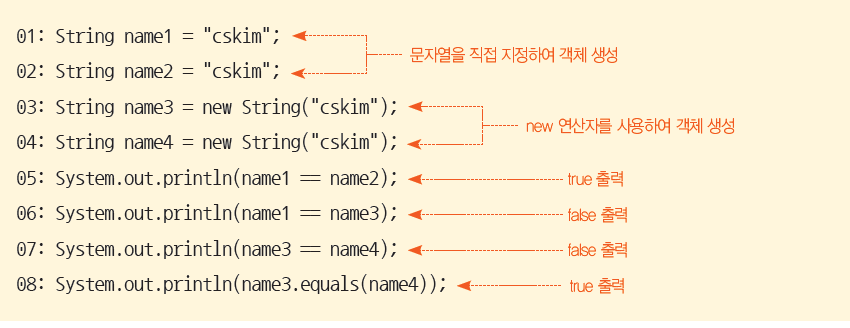 01: String name1 = "cskim";
문자열을 직접 지정하여 객체 생성
02: String name2 = "cskim";
03: String name3 = new String("cskim");
new 연산자를 사용하여 객체 생성
04: String name4 = new String("cskim");
05: System.out.println(name1 == name2); true 출력
06: System.out.println(name1 == name3); false 출력
07: System.out.println(name3 == name4); false 출력
08: System.out.println(name3.equals(name4)); true 출력